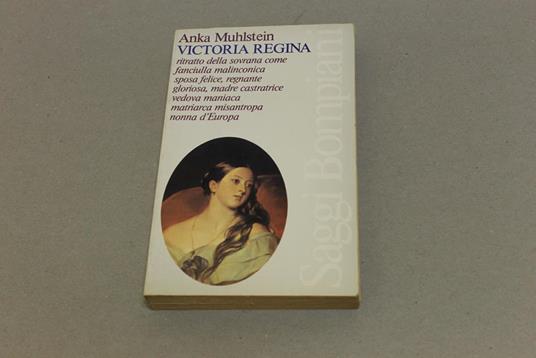 Anka Muhlstein
VICTORIA REGINA
ritratto della sovrana come
fanciulla malinconica
sposa felice, regnante
gloriosa, madre castratrice
vedova maniaca
matriarca misantropa
nonna d'Europa
Saggi Bompiani